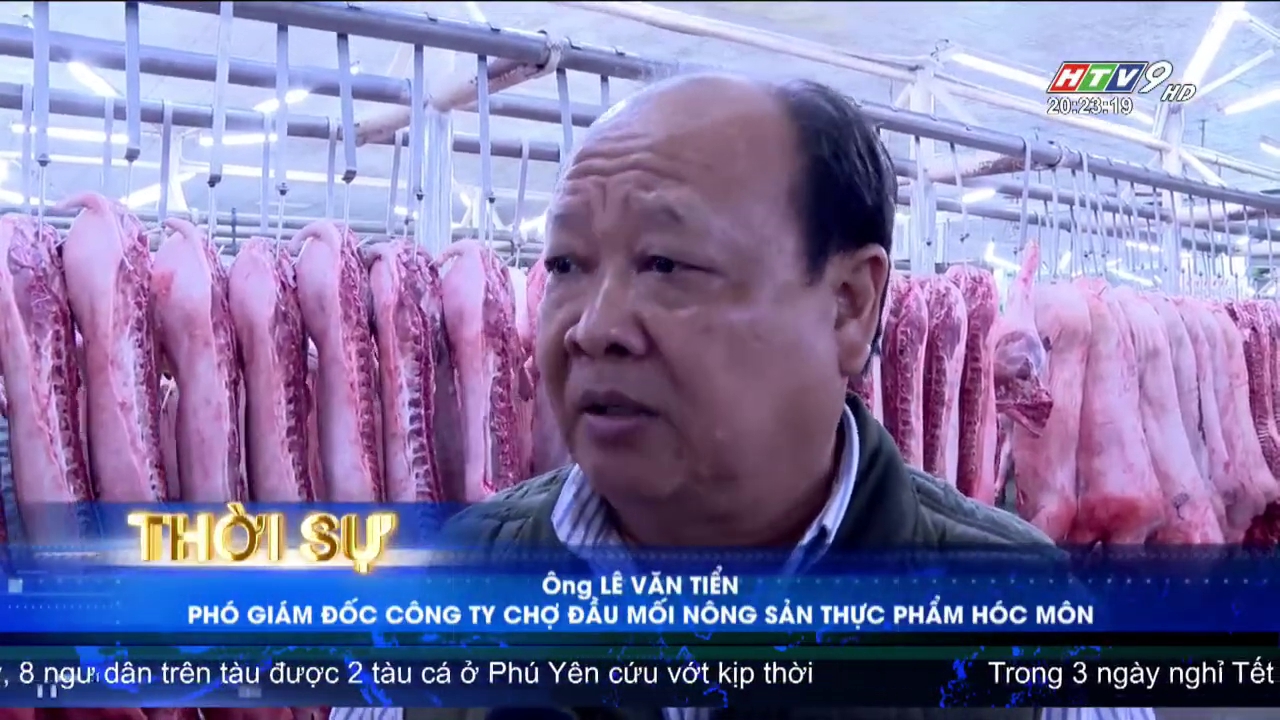 HTV9 HD
20:23:19
THỜI SỰ
Ông LÊ VĂN TIỂN
PHÓ GIÁM ĐỐC CÔNG TY CHỢ ĐẦU MỐI NÔNG SẢN THỰC PHẨM HÓC MÔN
, 8 ngư dân trên tàu được 2 tàu cá ở Phú Yên cứu vớt kịp thời Trong 3 ngày nghỉ Tết